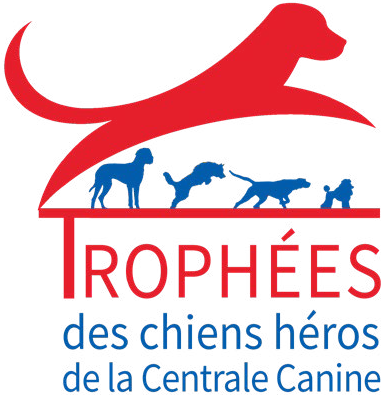 TROPHÉES
des chiens héros
de la Centrale Canine